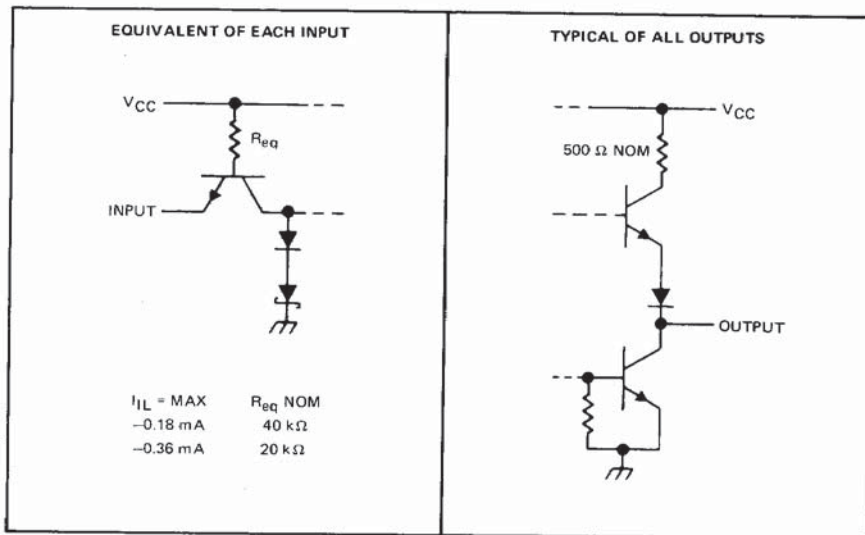 EQUIVALENT OF EACH INPUT
VCC
Req
INPUT
IIL = MAX Req NOM
−0.18 mA 40 kΩ
−0.36 mA 20 kΩ
TYPICAL OF ALL OUTPUTS
VCC
500 Ω NOM
OUTPUT